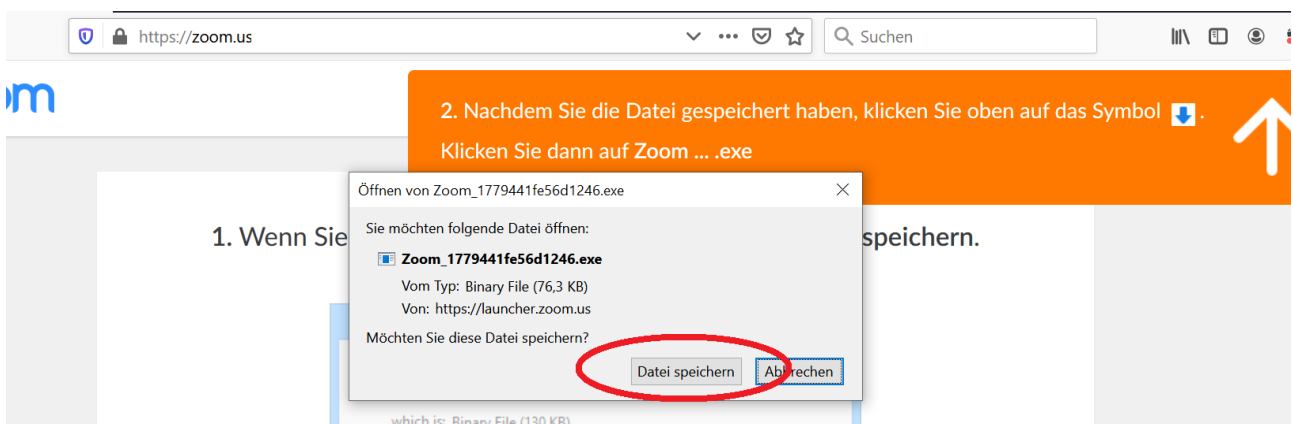 https://zoom.us
Suchen
om
2. Nachdem Sie die Datei gespeichert haben, klicken Sie oben auf das Symbol .
Klicken Sie dann auf Zoom ... .exe
Öffnen von Zoom_1779441fe56d1246.exe
1. Wenn Sie
speichern.
Sie möchten folgende Datei öffnen:
Zoom_1779441fe56d1246.exe
Vom Typ: Binary File (76,3 KB)
Von: https://launcher.zoom.us
Möchten Sie diese Datei speichern?
Datei speichern
Abbrechen
which is: Binary File (130 KB)